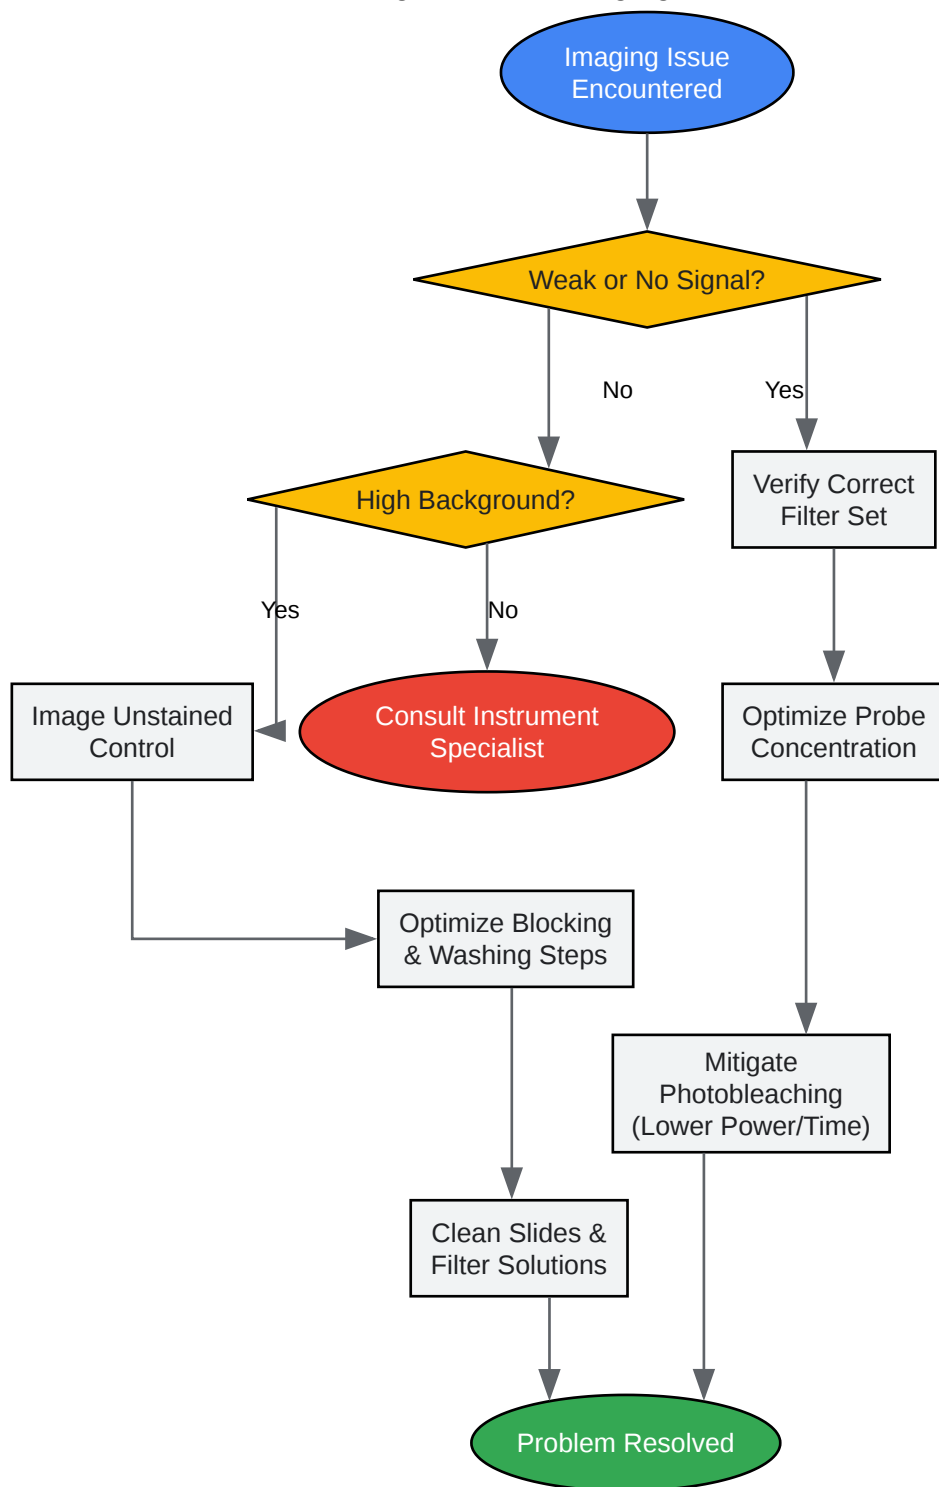 Imaging Issue
Encountered
Weak or No Signal?
No
Yes
High Background?
Verify Correct
Filter Set
Yes
No
Image Unstained
Control
Consult Instrument
Specialist
Optimize Probe
Concentration
Optimize Blocking
& Washing Steps
Mitigate
Photobleaching
(Lower Power/Time)
Clean Slides &
Filter Solutions
Problem Resolved